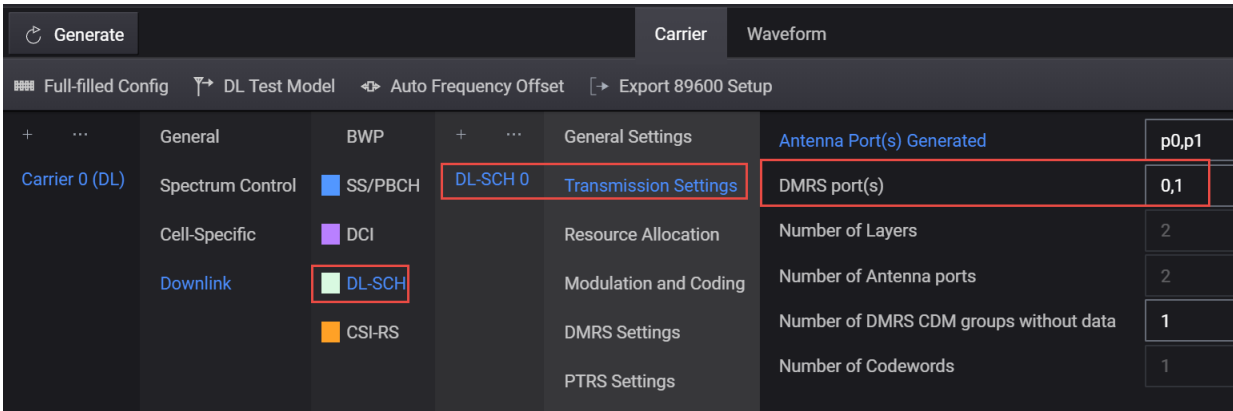 Generate
Carrier
Waveform
Full-filled Config
DL Test Model
Auto Frequency Offset
Export 89600 Setup
+ ...
Carrier 0 (DL)
General
Spectrum Control
Cell-Specific
Downlink
BWP
SS/PBCH
DCI
DL-SCH
CSI-RS
+ ...
DL-SCH 0
General Settings
Transmission Settings
Resource Allocation
Modulation and Coding
DMRS Settings
PTRS Settings
Antenna Port(s) Generated p0,p1
DMRS port(s) 0,1
Number of Layers 2
Number of Antenna ports 2
Number of DMRS CDM groups without data 1
Number of Codewords 1